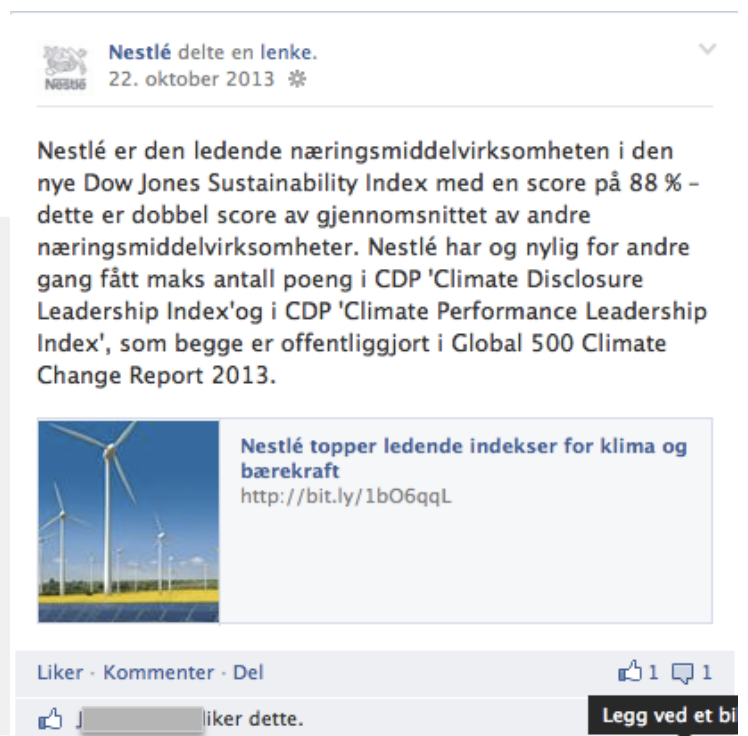 Nestlé delte en lenke.
22. oktober 2013
Nestlé
Nestlé er den ledende næringsmiddelvirksomheten i den
nye Dow Jones Sustainability Index med en score på 88 % –
dette er dobbel score av gjennomsnittet av andre
næringsmiddelvirksomheter. Nestlé har og nylig for andre
gang fått maks antall poeng i CDP 'Climate Disclosure
Leadership Index'og i CDP 'Climate Performance Leadership
Index', som begge er offentliggjort i Global 500 Climate
Change Report 2013.
Nestlé topper ledende indekser for klima og
bærekraft
http://bit.ly/1bO6qqL
Liker · Kommenter · Del 1 1
J liker dette.
Legg ved et bi